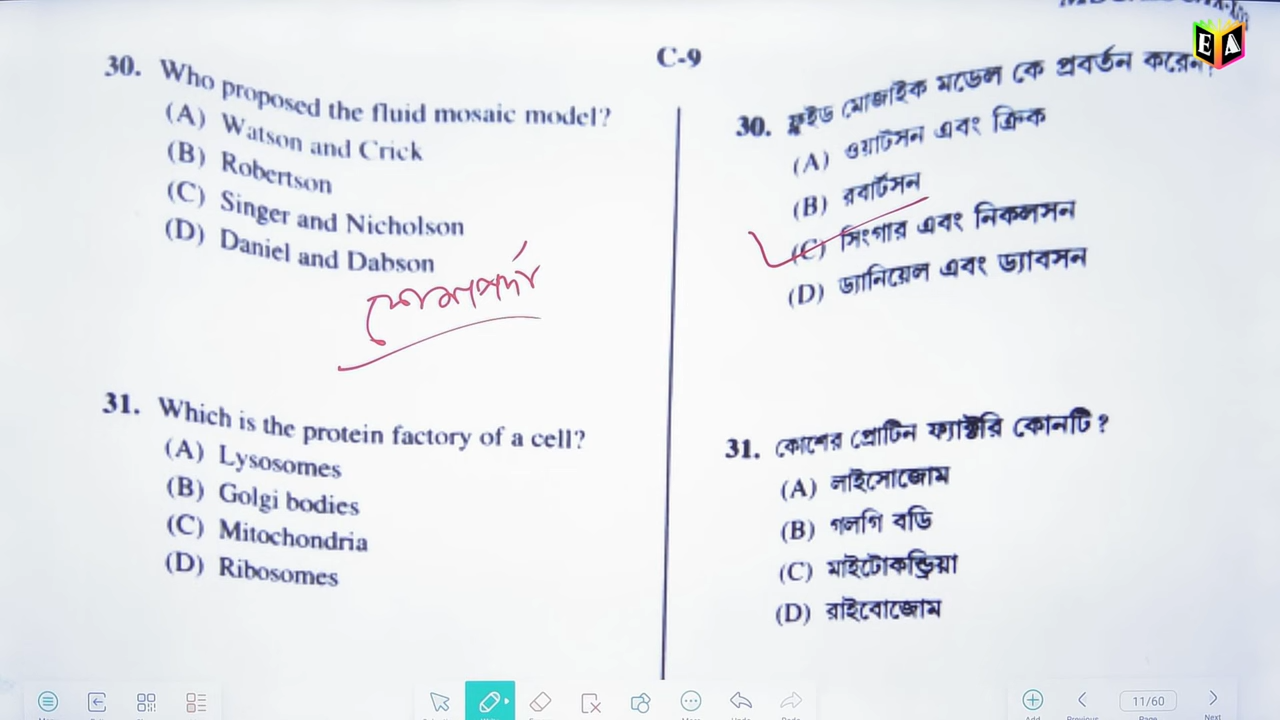 C-9
30. Who proposed the fluid mosaic model?
(A) Watson and Crick
(B) Robertson
(C) Singer and Nicholson
(D) Daniel and Dabson
31. Which is the protein factory of a cell?
(A) Lysosomes
(B) Golgi bodies
(C) Mitochondria
(D) Ribosomes
30. ফ্লুইড মোজাইক মডেল কে প্রবর্তন করেন?
(A) ওয়াটসন এবং ক্রিক
(B) রবার্টসন
(C) সিংগার এবং নিকলসন
(D) ড্যানিয়েল এবং ড্যাবসন
31. কোশের প্রোটিন ফ্যাক্টরি কোনটি?
(A) লাইসোজোম
(B) গলগি বডি
(C) মাইটোকন্ড্রিয়া
(D) রাইবোজোম
EA
11/60
Page
Next